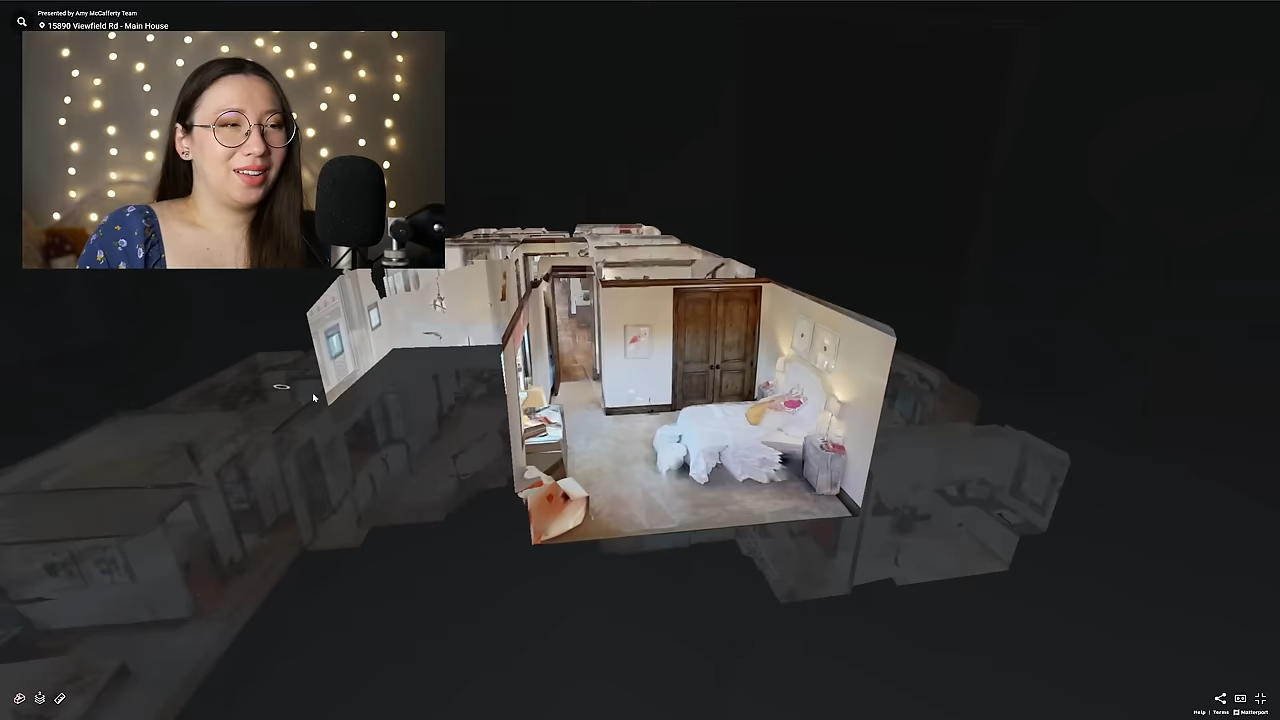 Presented by Amy McCafferty Team
15890 Viewfield Rd - Main House
Help | Terms Matterport